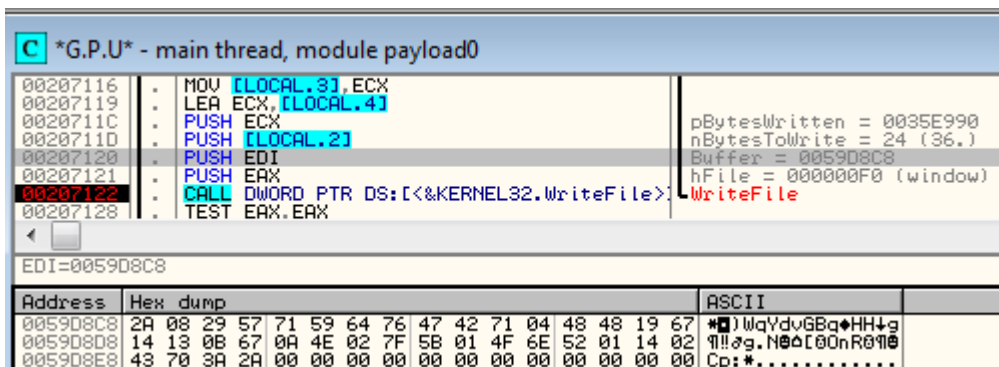 C *G.P.U* - main thread, module payload0
00207116 . MOV [LOCAL.3],ECX
00207119 . LEA ECX,[LOCAL.4]
0020711C . PUSH ECX pBytesWritten = 0035E990
0020711D . PUSH [LOCAL.2] nBytesToWrite = 24 (36.)
00207120 . PUSH EDI Buffer = 0059D8C8
00207121 . PUSH EAX hFile = 000000F0 (window)
00207122 . CALL DWORD PTR DS:[<&KERNEL32.WriteFile>] WriteFile
00207128 . TEST EAX,EAX
EDI=0059D8C8
Address Hex dump ASCII
0059D8C8 2A 08 29 57 71 59 64 76 47 42 71 04 48 48 19 67 *◘)WqYdvGBq♦HH↓g
0059D8D8 14 13 0B 67 0A 4E 02 7F 5B 01 4F 6E 52 01 14 02 ¶‼♂g.N☻⌂[☺OnR☺¶☻
0059D8E8 43 70 3A 2A 00 00 00 00 00 00 00 00 00 00 00 00 Cp:*............